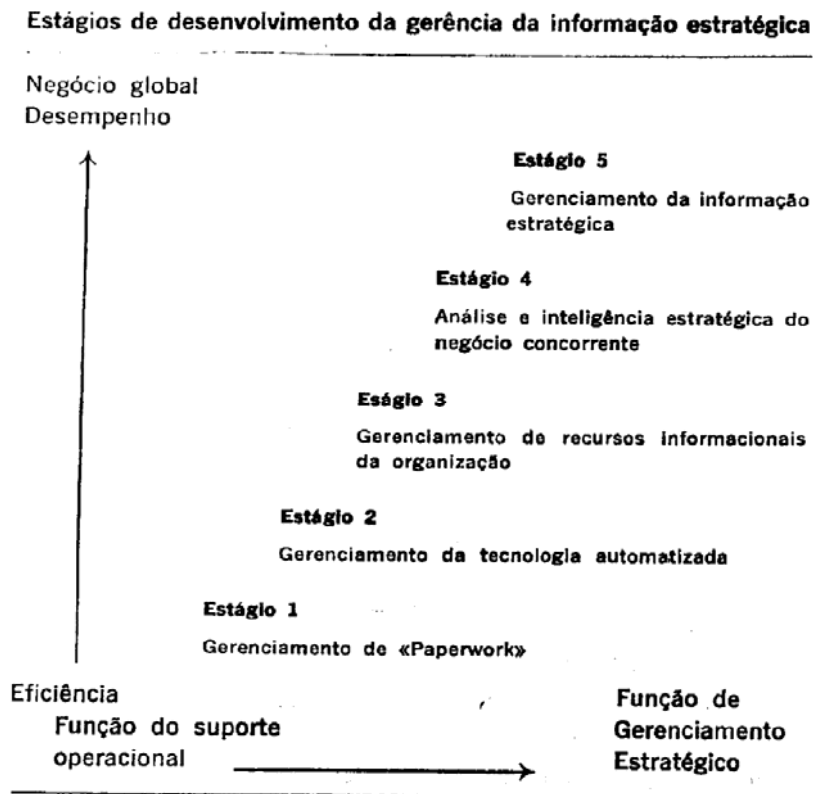 Estágios de desenvolvimento da gerência da informação estratégica
Negócio global
Desempenho
Estágio 5
Gerenciamento da informação
estratégica
Estágio 4
Análise e inteligência estratégica do
negócio concorrente
Eságio 3
Gerenciamento de recursos informacionais
da organização
Estágio 2
Gerenciamento da tecnologia automatizada
Estágio 1
Gerenciamento de «Paperwork»
Eficiência
Função do suporte
operacional
Função de
Gerenciamento
Estratégico